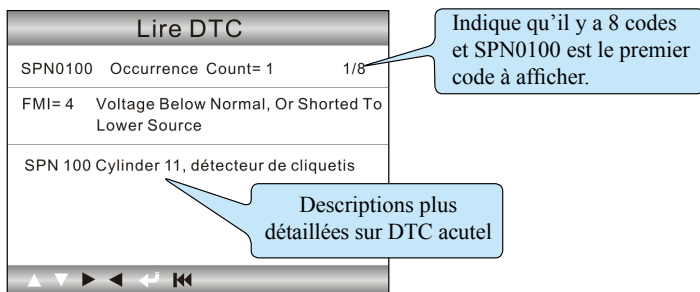 Lire DTC
SPN0100 Occurrence Count= 1 1/8
FMI= 4 Voltage Below Normal, Or Shorted To
Lower Source
SPN 100 Cylinder 11, détecteur de cliquetis
Indique qu'il y a 8 codes
et SPN0100 est le premier
code à afficher.
Descriptions plus
détaillées sur DTC acutel